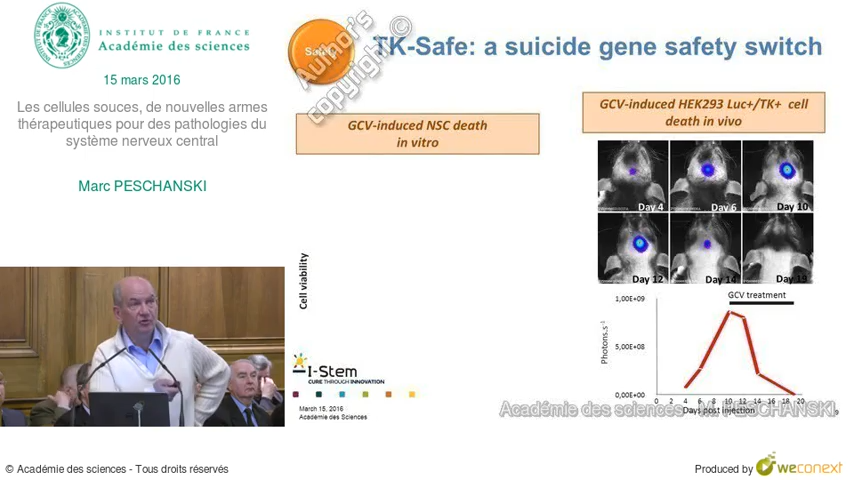 INSTITUT DE FRANCE
Académie des sciences
15 mars 2016
Les cellules souces, de nouvelles armes
thérapeutiques pour des pathologies du
système nerveux central
Marc PESCHANSKI
Safety
TK-Safe: a suicide gene safety switch
Author's
copyright ©
GCV-induced NSC death
in vitro
GCV-induced HEK293 Luc+/TK+ cell
death in vivo
Day 4
Day 6
Day 10
Day 12
Day 14
Day 19
Cell viability
GCV treatment
1,00E+09
5,00E+08
0,00E+00
Photons.s⁻¹
0 2 4 6 8 10 12 14 16 18 20
Days post injection
I-Stem
CURE THROUGH INNOVATION
March 15, 2016
Académie des Sciences
Académie des sciences - M. PESCHANSKI
9
© Académie des sciences - Tous droits réservés
Produced by weconext